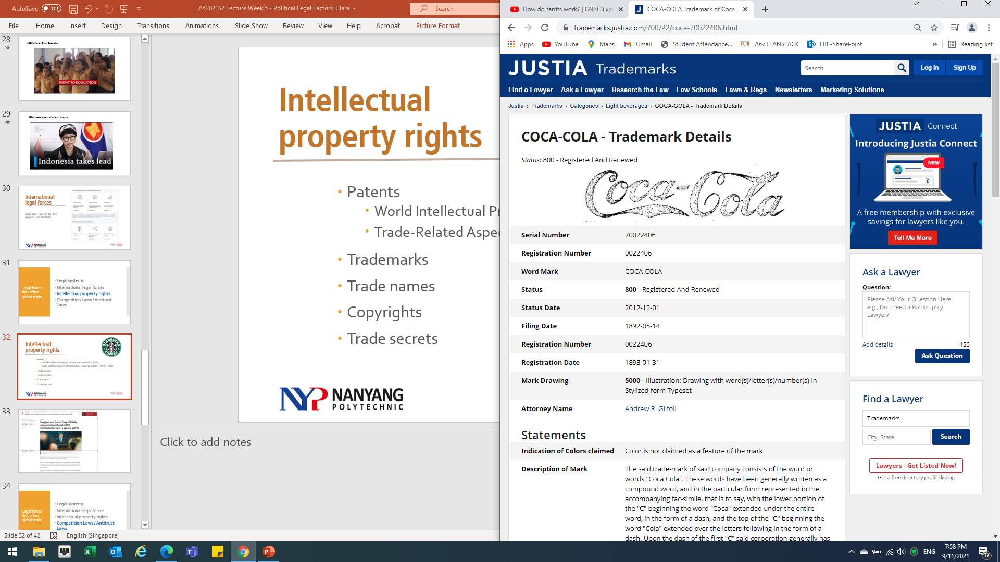 AutoSave Off
AY2021S2 Lecture Week 5 - Political Legal Factors_Clara
Search
File Home Insert Design Transitions Animations Slide Show Review View Help Acrobat Picture Format
28
ASEAN Human Rights Declaration
RIGHT TO EDUCATION
29
DW
Indonesia takes lead
30
International
legal forces
Singapore is part of 25 FTAs
(regional and bilateral)
NANYANG
POLYTECHNIC
31
Legal forces
that affect
global trade
•Legal systems
•International legal forces
•Intellectual property rights
•Competition Laws / Antitrust
Laws
32
Intellectual
property rights
STARBUCKS
COFFEE
• Patents
• World Intellectual Property Organisation (WIPO) – UN
• Trade-Related Aspects of Intellectual Property Rights (TRIPS) – WTO
• Trademarks
• Trade names
• Copyrights
• Trade secrets
NANYANG
POLYTECHNIC
33
Singaporean Daren Tang officially
appointed next head of UN
intellectual property agency WIPO
34
Legal forces
that affect
global trade
•Legal systems
•International legal forces
•Intellectual property rights
•Competition Laws / Antitrust
Laws
Intellectual
property rights
• Patents
• World Intellectual Pr
• Trade-Related Aspe
• Trademarks
• Trade names
• Copyrights
• Trade secrets
NYP NANYANG
POLYTECHNIC
Click to add notes
Slide 32 of 42 English (Singapore)
How do tariffs work? | CNBC Expl
COCA-COLA Trademark of Coca
trademarks.justia.com/700/22/coca-70022406.html
Apps YouTube Maps Gmail Student Attendance... Ask LEANSTACK EIB -SharePoint » Reading list
JUSTIA Trademarks
Search
Log In Sign Up
Find a Lawyer Ask a Lawyer Research the Law Law Schools Laws & Regs Newsletters Marketing Solutions
Justia › Trademarks › Categories › Light beverages › COCA-COLA - Trademark Details
COCA-COLA - Trademark Details
Status: 800 - Registered And Renewed
Coca-Cola
Serial Number 70022406
Registration Number 0022406
Word Mark COCA-COLA
Status 800 - Registered And Renewed
Status Date 2012-12-01
Filing Date 1892-05-14
Registration Number 0022406
Registration Date 1893-01-31
Mark Drawing 5000 - Illustration: Drawing with word(s)/letter(s)/number(s) in
Stylized form Typeset
Attorney Name Andrew R. Gilfoil
Statements
Indication of Colors claimed Color is not claimed as a feature of the mark.
Description of Mark The said trade-mark of said company consists of the word or
words "Coca Cola". These words have been generally written as a
compound word, and in the particular form represented in the
accompanying fac-simile, that is to say, with the lower portion of
the "C" beginning the word "Coca" extended under the entire
word, in the form of a dash, and the top of the "C" beginning the
word "Cola" extended over the letters following in the form of a
dash. Upon the dash of the first "C" said corporation generally has
JUSTIA Connect
Introducing Justia Connect
NEW
A free membership with exclusive
savings for lawyers like you.
Tell Me More
Ask a Lawyer
Question:
Please Ask Your Question Here.
e.g., Do I need a Bankruptcy
Lawyer?
Add details 120
Ask Question
Find a Lawyer
Trademarks
City, State
Search
Lawyers - Get Listed Now!
Get a free directory profile listing
ENG
7:58 PM
9/11/2021
17